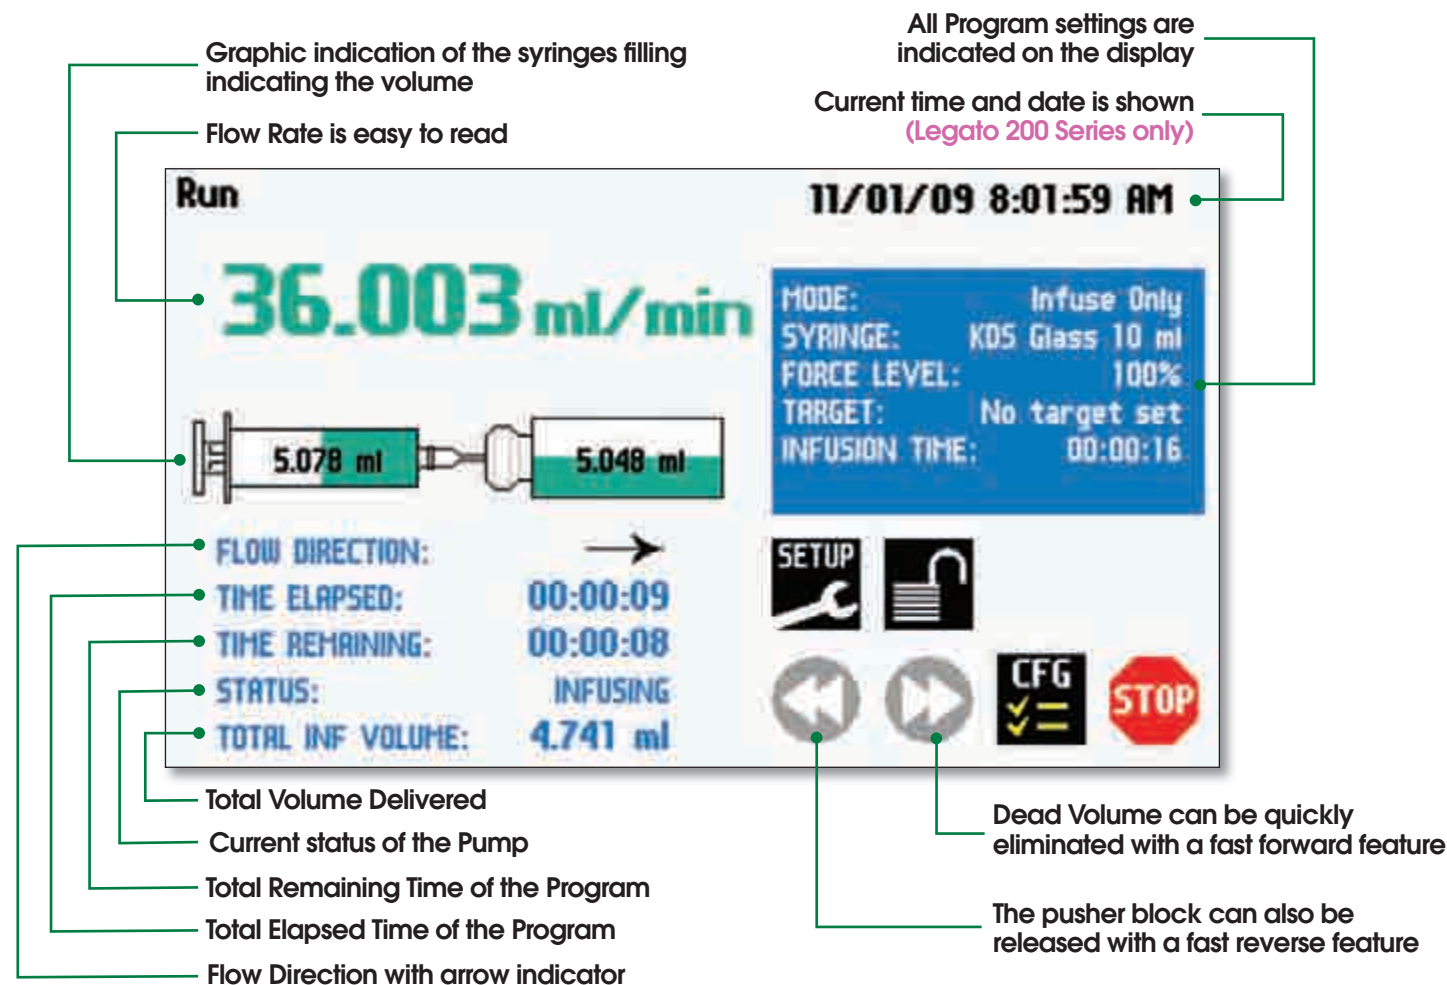 Graphic indication of the syringes filling
indicating the volume
Flow Rate is easy to read
All Program settings are
indicated on the display
Current time and date is shown
(Legato 200 Series only)
Run
11/01/09 8:01:59 AM
36.003 ml/min
MODE: Infuse Only
SYRINGE: KDS Glass 10 ml
FORCE LEVEL: 100%
TARGET: No target set
INFUSION TIME: 00:00:16
5.078 ml
5.048 ml
FLOW DIRECTION:
TIME ELAPSED: 00:00:09
TIME REMAINING: 00:00:08
STATUS: INFUSING
TOTAL INF VOLUME: 4.741 ml
SETUP
CFG
STOP
Total Volume Delivered
Current status of the Pump
Total Remaining Time of the Program
Total Elapsed Time of the Program
Flow Direction with arrow indicator
Dead Volume can be quickly
eliminated with a fast forward feature
The pusher block can also be
released with a fast reverse feature